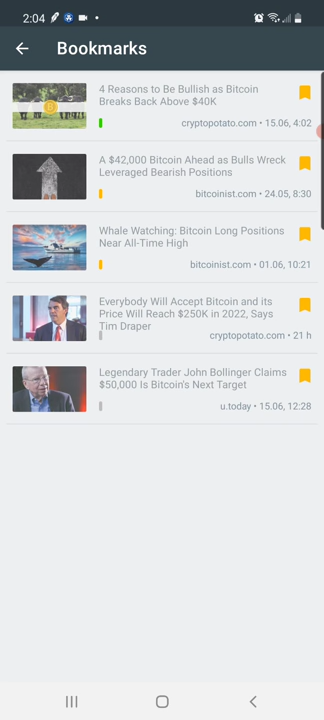 2:04
Bookmarks
4 Reasons to Be Bullish as Bitcoin
Breaks Back Above $40K
cryptopotato.com • 15.06, 4:02
A $42,000 Bitcoin Ahead as Bulls Wreck
Leveraged Bearish Positions
bitcoinist.com • 24.05, 8:30
Whale Watching: Bitcoin Long Positions
Near All-Time High
bitcoinist.com • 01.06, 10:21
Everybody Will Accept Bitcoin and its
Price Will Reach $250K in 2022, Says
Tim Draper
cryptopotato.com • 21 h
Legendary Trader John Bollinger Claims
$50,000 Is Bitcoin's Next Target
u.today • 15.06, 12:28